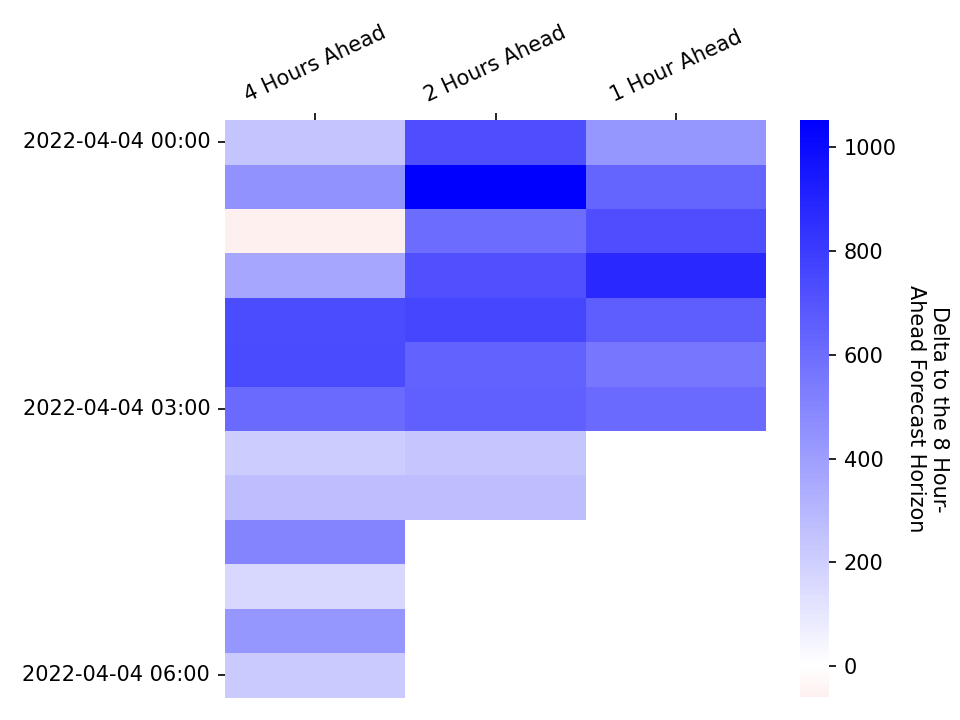 4 Hours Ahead
2 Hours Ahead
1 Hour Ahead
2022-04-04 00:00
2022-04-04 03:00
2022-04-04 06:00
1000
800
600
400
200
0
Delta to the 8 Hour-
Ahead Forecast Horizon